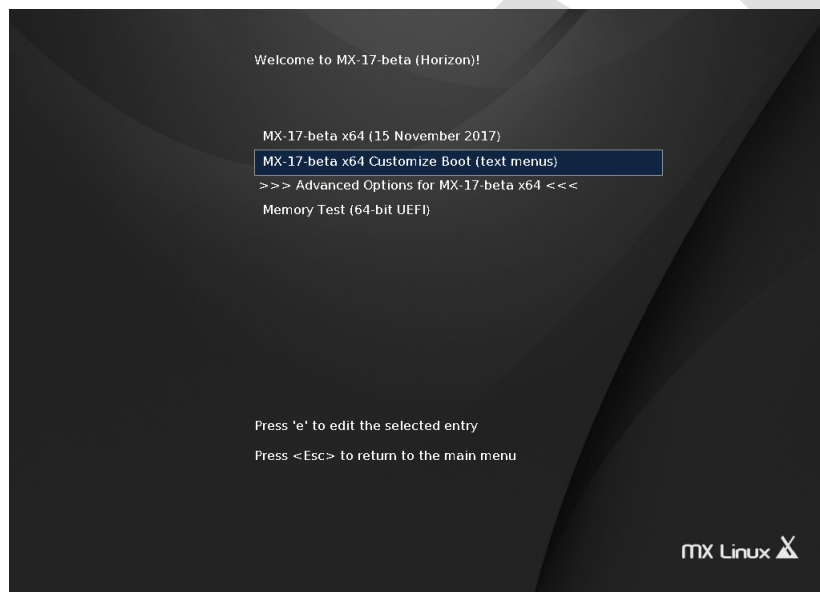 Welcome to MX-17-beta (Horizon)!
MX-17-beta x64 (15 November 2017)
MX-17-beta x64 Customize Boot (text menus)
>>> Advanced Options for MX-17-beta x64 <<<
Memory Test (64-bit UEFI)
Press 'e' to edit the selected entry
Press <Esc> to return to the main menu
MX Linux